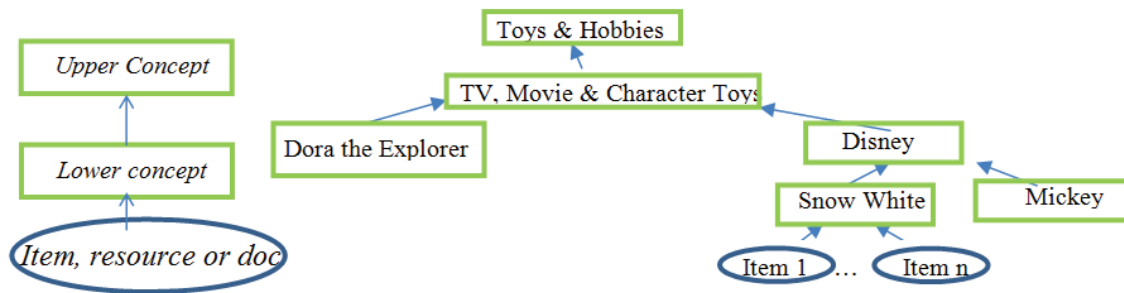 Toys & Hobbies
Upper Concept
TV, Movie & Character Toys
Dora the Explorer
Disney
Lower concept
Snow White
Mickey
Item, resource or doc
Item 1
...
Item n